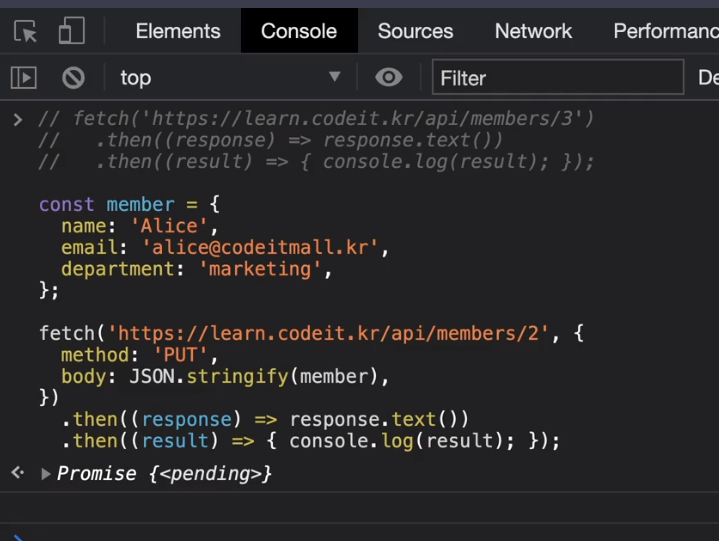 Elements Console Sources Network Performanc
top Filter De
> // fetch('https://learn.codeit.kr/api/members/3')
//   .then((response) => response.text())
//   .then((result) => { console.log(result); });
const member = {
  name: 'Alice',
  email: 'alice@codeitmall.kr',
  department: 'marketing',
};
fetch('https://learn.codeit.kr/api/members/2', {
  method: 'PUT',
  body: JSON.stringify(member),
})
  .then((response) => response.text())
  .then((result) => { console.log(result); });
Promise {<pending>}